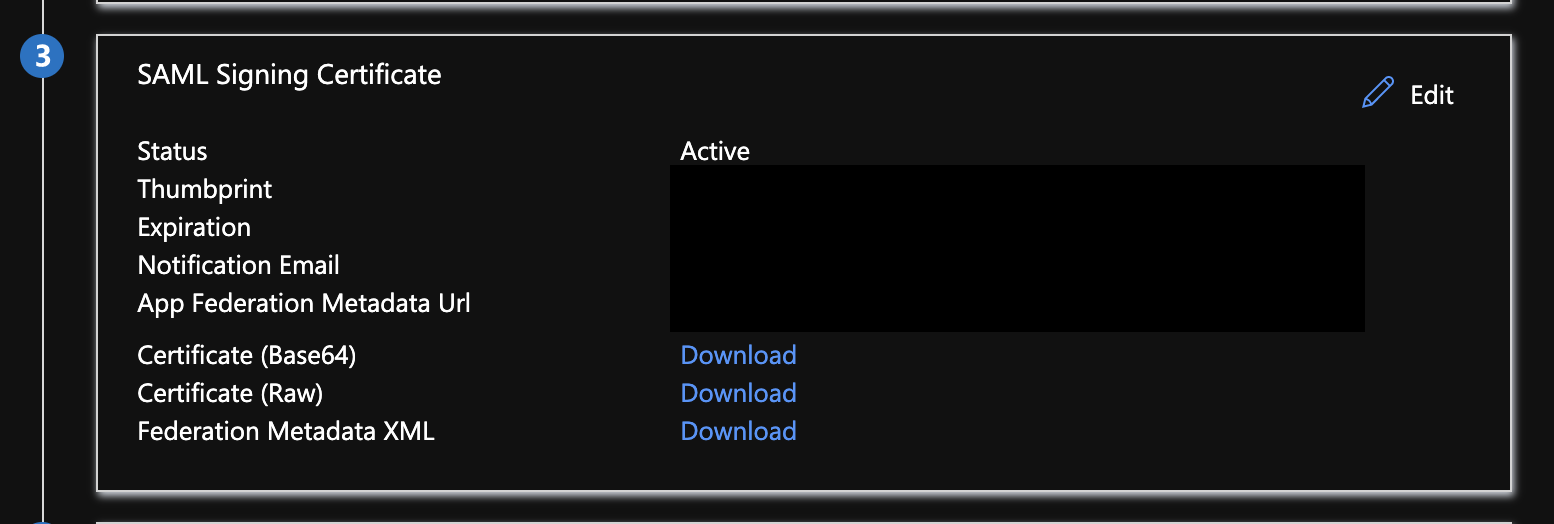 3
SAML Signing Certificate
Edit
Status Active
Thumbprint
Expiration
Notification Email
App Federation Metadata Url
Certificate (Base64) Download
Certificate (Raw) Download
Federation Metadata XML Download